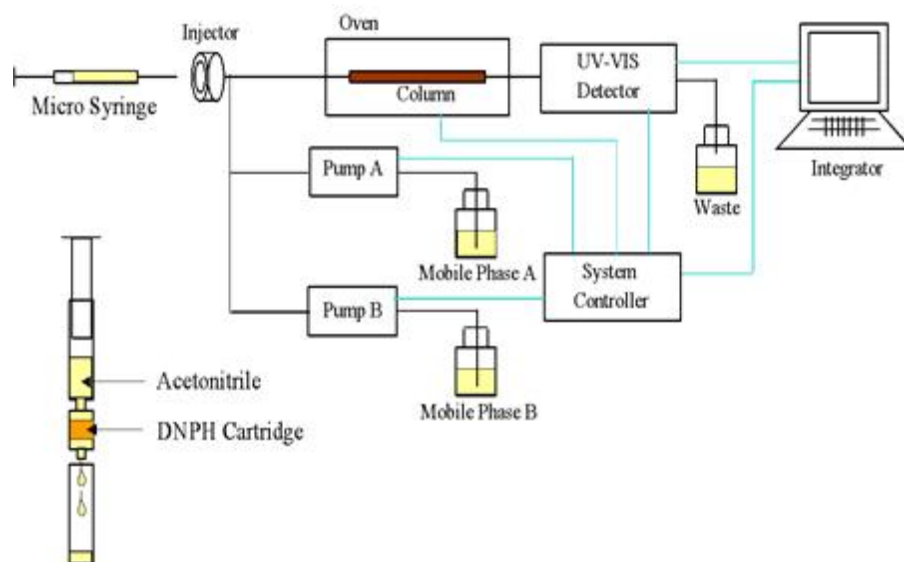 Oven
Injector
UV-VIS
Detector
Column
Micro Syringe
Integrator
Pump A
Waste
Mobile Phase A
System
Controller
Pump B
Acetonitrile
Mobile Phase B
DNPH Cartridge